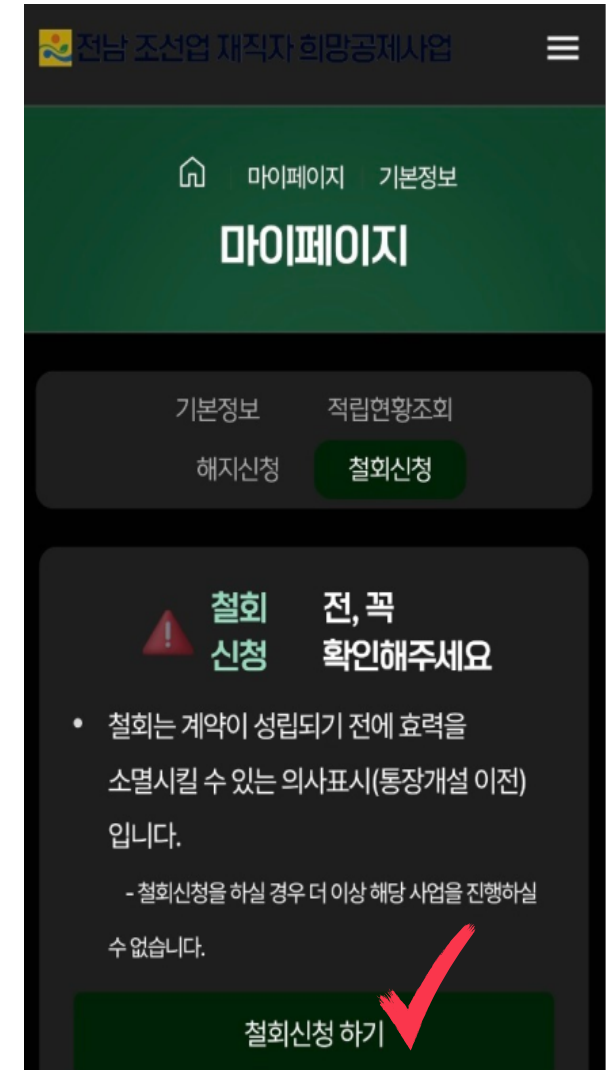 전남 조선업 재직자 희망공제사업
마이페이지 기본정보
마이페이지
기본정보 적립현황조회
해지신청 철회신청
철회 전, 꼭
신청 확인해주세요
• 철회는 계약이 성립되기 전에 효력을
소멸시킬 수 있는 의사표시(통장개설 이전)
입니다.
- 철회신청을 하실 경우 더 이상 해당 사업을 진행하실
수 없습니다.
철회신청 하기